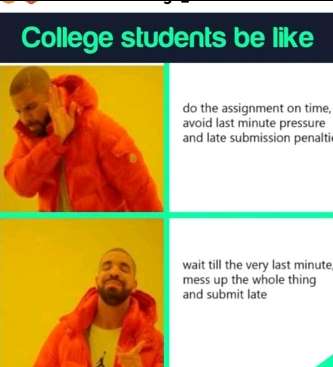 College students be like
do the assignment on time,
avoid last minute pressure
and late submission
wait till the very last minute,
mess up the whole thing
and submit late